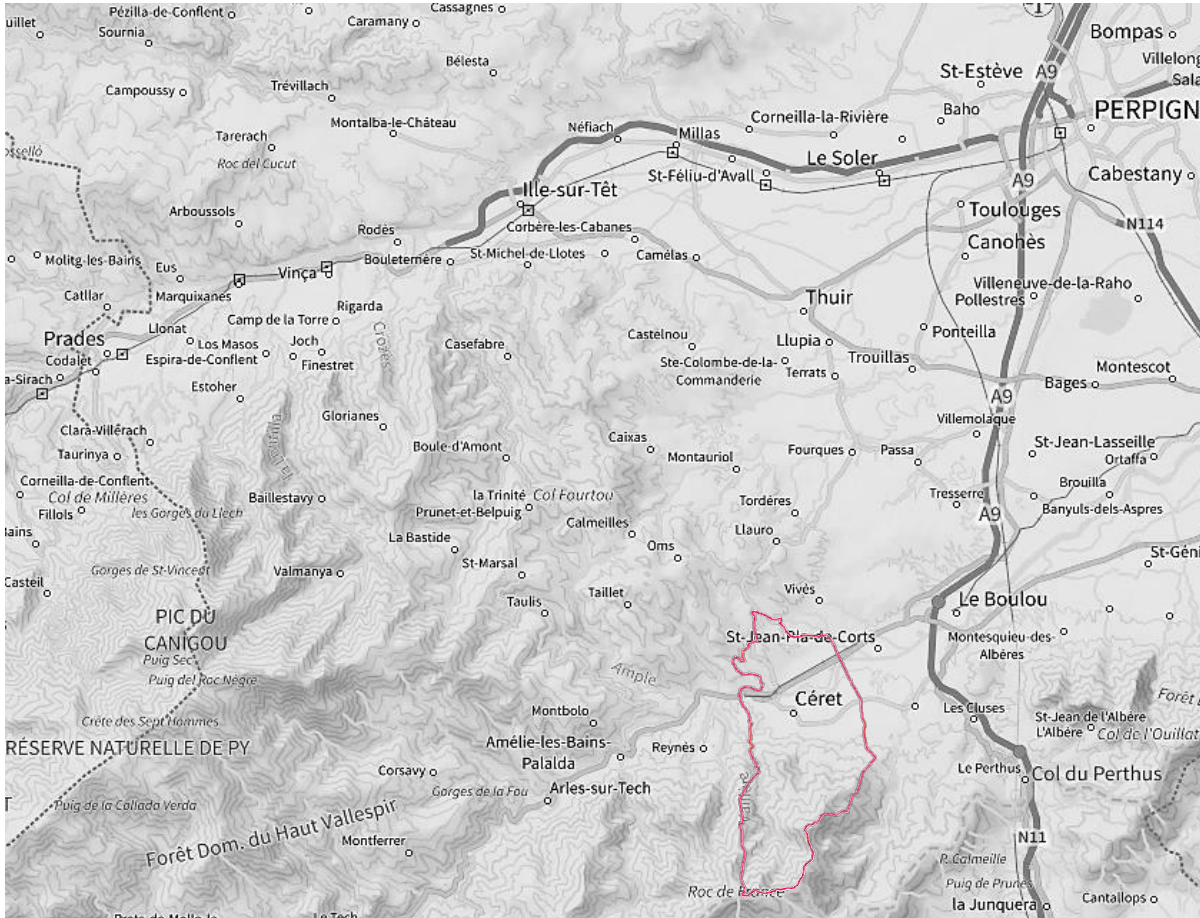 Pézilla-de-Conflent
Cassagnes
Caramany
Sournia
Bompas
Bélesta
St-Estève
A9
Trévillach
Campoussy
PERPIGN
Montalba-le-Château
Néfiach
Millas
Corneilla-la-Rivière
Baho
Tarerach
Roc del Cucut
Le Soler
St-Féliu-d'Avall
Cabestany
A9
Ille-sur-Têt
Arboussols
Toulouges
Corbère-les-Cabanes
N114
Rodès
Canohès
Molitg-les-Bains
Eus
Vinça
Bouleternère
St-Michel-de-Llotes
Camélas
Villeneuve-de-la-Raho
Catllar
Marquixanes
Rigarda
Thuir
Pollestres
Llonat
Camp de la Torre
Crozès
Castelnou
Llupia
Ponteilla
Prades
Los Masos
Joch
Casefabre
Codalet
Espira-de-Conflent
Finestret
Ste-Colombe-de-la-
Commanderie
Trouillas
Terrats
Montescot
a-Sirach
Estoher
Bages
A9
Glorianes
Villemolaque
Clara-Villerach
Caixas
St-Jean-Lasseille
Taurinya
Boule-d'Amont
Montauriol
Fourques
Passa
Ortaffa
Corneilla-de-Conflent
Col de Millères
Baillestavy
la Trinité
Col Fourtou
Tordères
Tresserre
Brouilla
Fillols
les Gorges du Llech
Prunet-et-Belpuig
Calmeilles
Llauro
A9
Banyuls-dels-Aspres
La Bastide
Oms
St-Marsal
Gorges de St-Vincent
Valmanya
Casteil
Taillet
Vivès
Taulis
Le Boulou
PIC DU
CANIGOU
St-Jean-Pla-de-Corts
Montesquieu-des-
Albères
Puig Sec
Puig del Roc Nègre
Ample
Céret
Crête des Sept Hommes
Montbolo
Les Cluses
St-Jean de l'Albère
L'Albère
RÉSERVE NATURELLE DE PY
Amélie-les-Bains-
Palalda
Reynès
Col de l'Ouillat
Corsavy
Gorges de la Fou
Arles-sur-Tech
Le Perthus
Col du Perthus
Puig de la Collada Verda
Forêt Dom. du Haut Vallespir
Montferrer
N11
P. Calmeille
Puig de Prunes
Roc de France
la Junquera
Cantallops
Le Tech